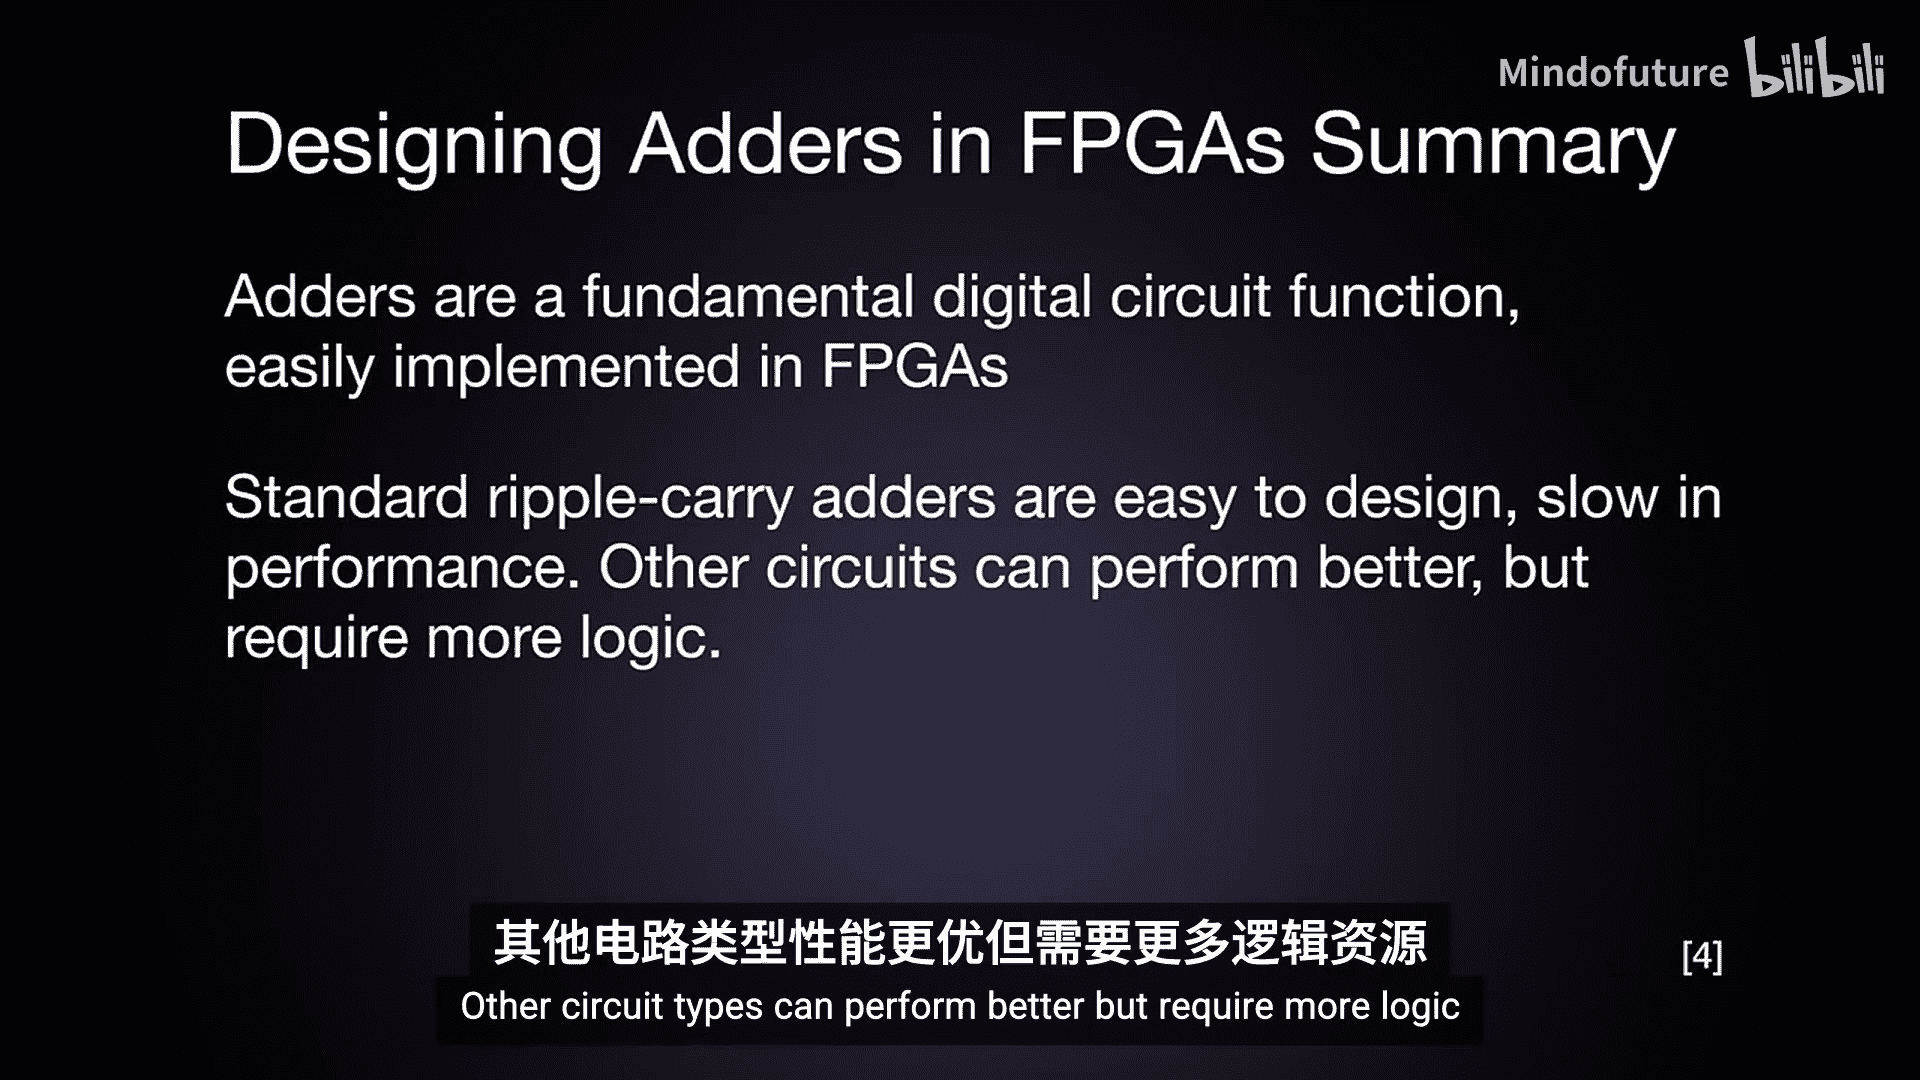 Mindofuture bilibili
Designing Adders in FPGAs Summary
Adders are a fundamental digital circuit function,
easily implemented in FPGAs
Standard ripple-carry adders are easy to design, slow in
performance. Other circuits can perform better, but
require more logic.
其他电路类型性能更优但需要更多逻辑资源
[4]
Other circuit types can perform better but require more logic